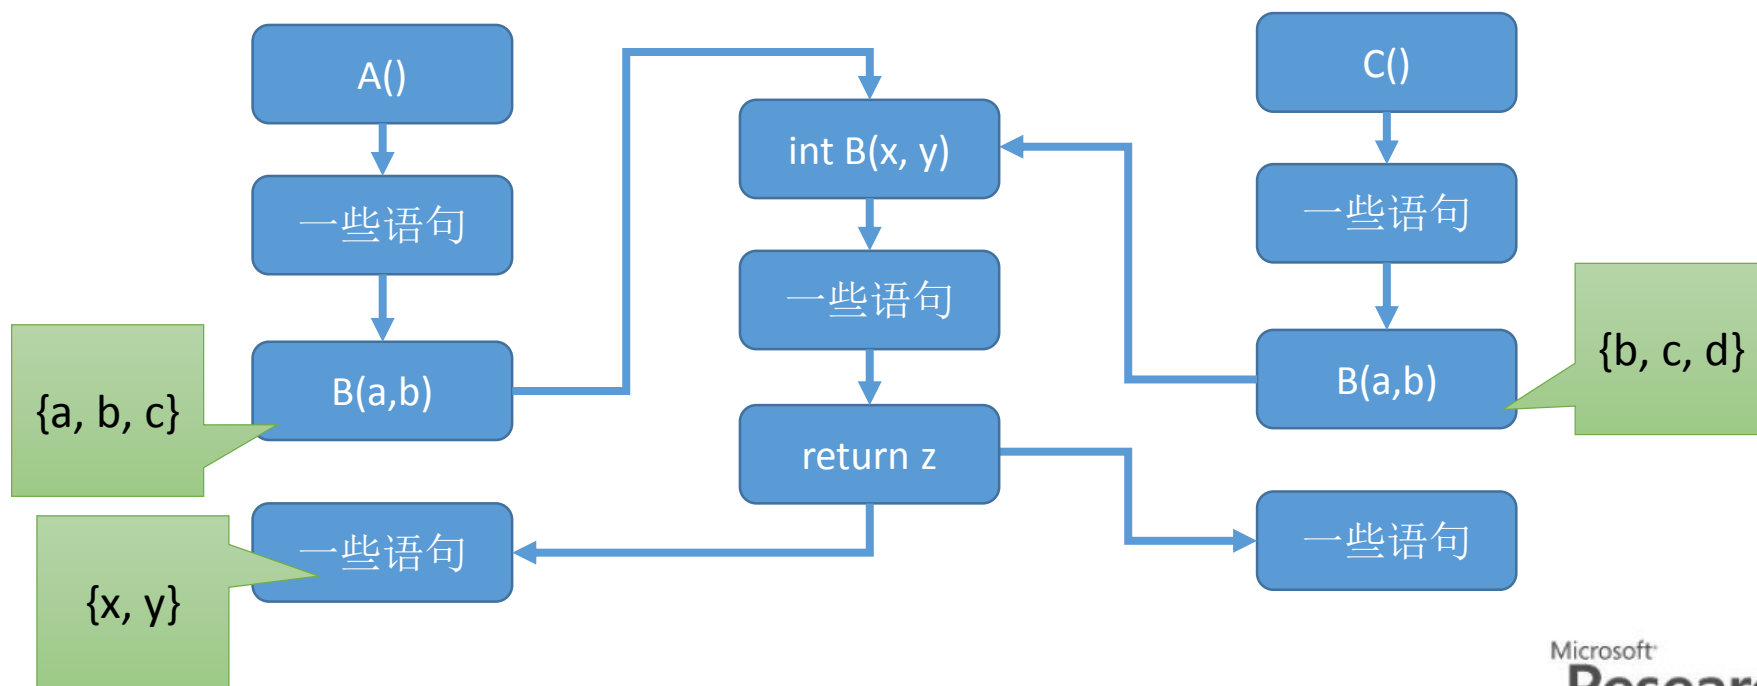 A()
一些语句
B(a,b)
一些语句
{a, b, c}
{x, y}
int B(x, y)
一些语句
return z
C()
一些语句
B(a,b)
一些语句
{b, c, d}
Microsoft
Resear